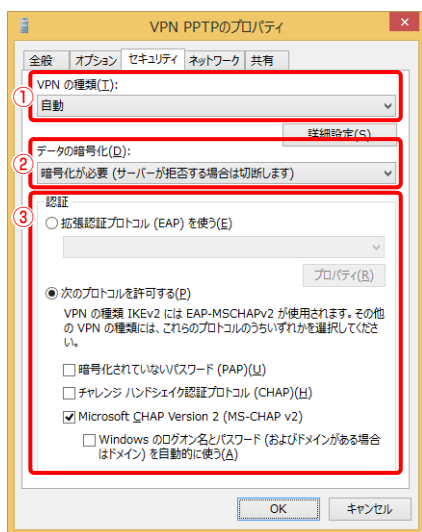 VPN PPTPのプロパティ
全般 オプション セキュリティ ネットワーク 共有
① VPN の種類(T):
自動
詳細設定(S)
② データの暗号化(D):
暗号化が必要 (サーバーが拒否する場合は切断します)
③ 認証
拡張認証プロトコル (EAP) を使う(E)
プロパティ(R)
次のプロトコルを許可する(P)
VPN の種類 IKEv2 には EAP-MSCHAPv2 が使用されます。その他
の VPN の種類には、これらのプロトコルのうちいずれかを選択してくださ
い。
暗号化されていないパスワード (PAP)(U)
チャレンジ ハンドシェイク認証プロトコル (CHAP)(H)
Microsoft CHAP Version 2 (MS-CHAP v2)
Windows のログオン名とパスワード (およびドメインがある場合
はドメイン) を自動的に使う(A)
OK キャンセル